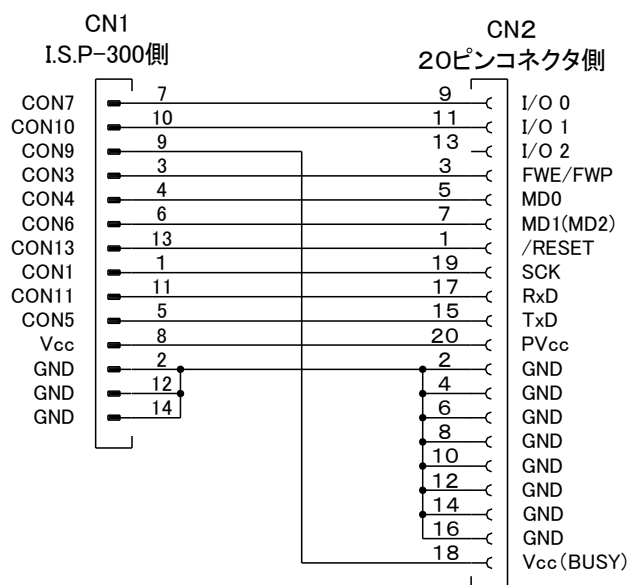 CN1
I.S.P-300側
CN2
20ピンコネクタ側
CON7 7 9 I/O 0
CON10 10 11 I/O 1
CON9 9 13 I/O 2
CON3 3 3 FWE/FWP
CON4 4 5 MD0
CON6 6 7 MD1(MD2)
CON13 13 1 /RESET
CON1 1 19 SCK
CON11 11 17 RxD
CON5 5 15 TxD
Vcc 8 20 PVcc
GND 2 2 GND
GND 12 4 GND
GND 14 6 GND
8 GND
10 GND
12 GND
14 GND
16 GND
18 Vcc(BUSY)